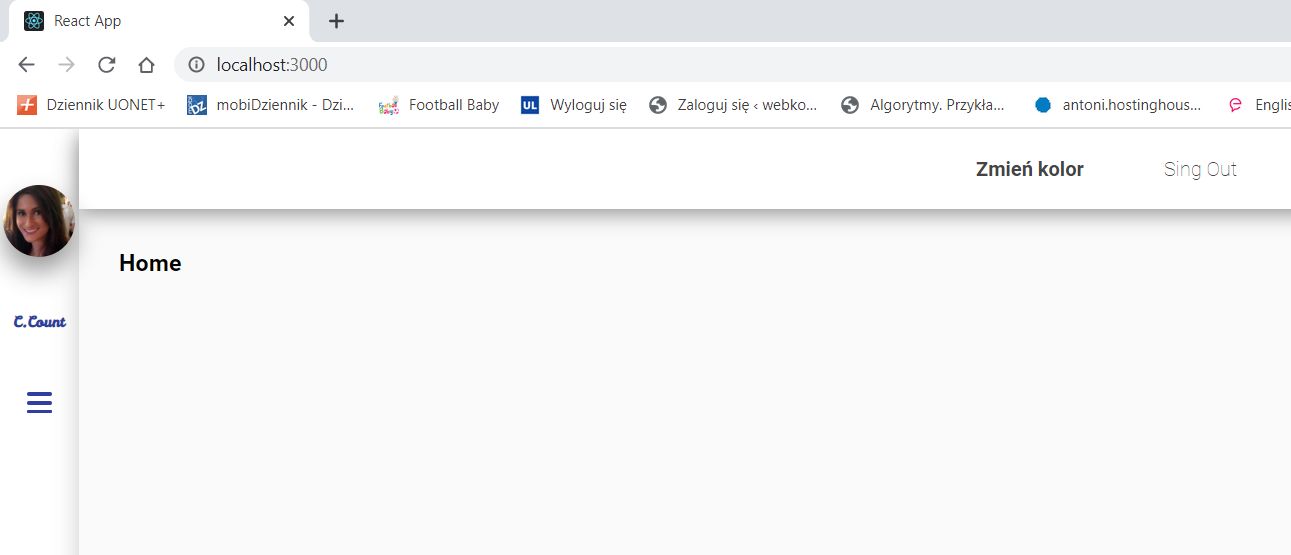 React App
localhost:3000
Dziennik UONET+ mobiDziennik - Dzi... Football Baby UL Wyloguj się Zaloguj się ‹ webko... Algorytmy. Przykła... antoni.hostinghous... Englis
Zmień kolor Sing Out
Home
C.Count